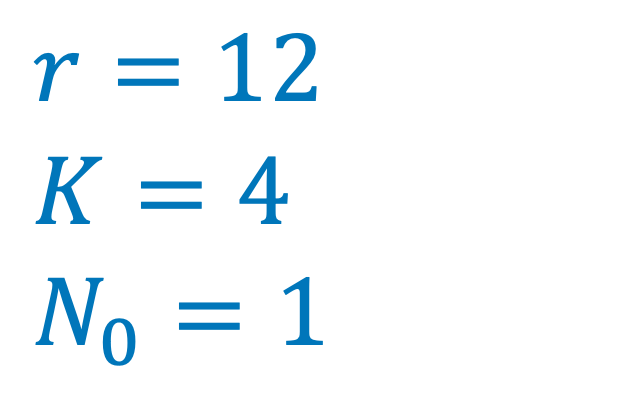 r = 12
K = 4
N₀ = 1